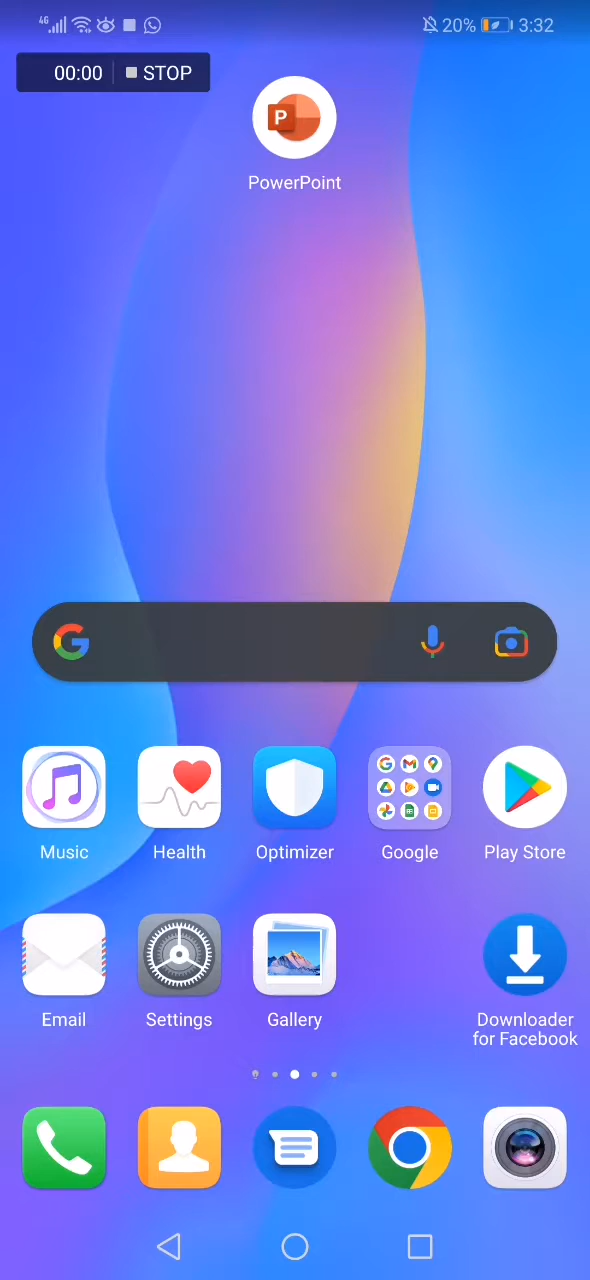 4G 20% 3:32
00:00 STOP
P
PowerPoint
Music Health Optimizer Google Play Store
Email Settings Gallery Downloader
for Facebook